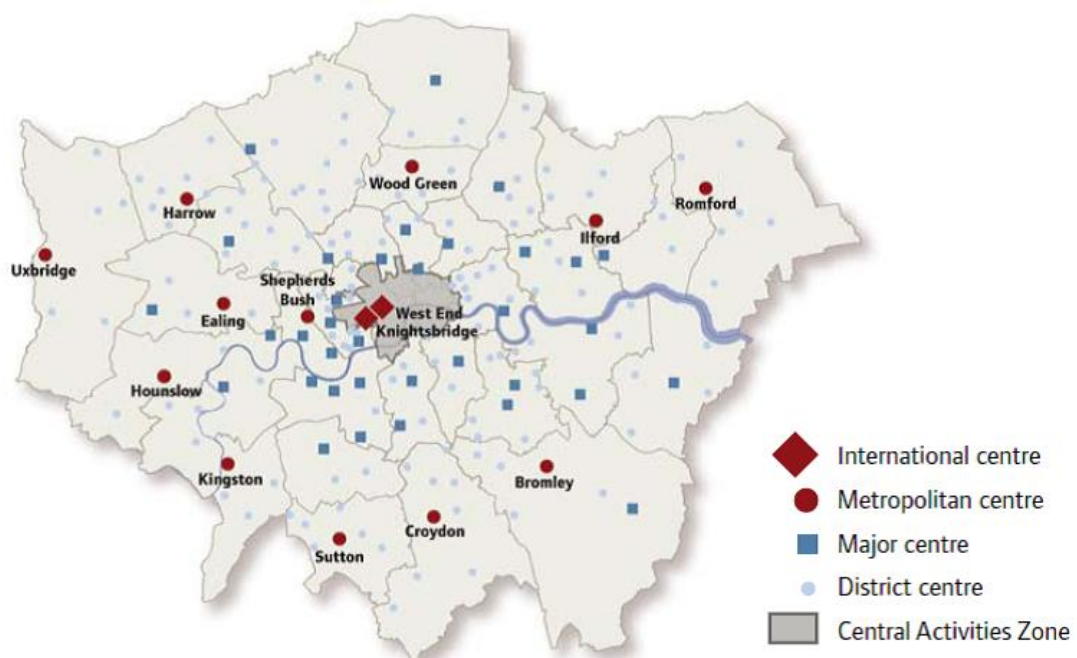 Wood Green
Romford
Harrow
Ilford
Uxbridge
Shepherds
Bush
West End
Knightsbridge
Ealing
Hounslow
Kingston
Bromley
Croydon
Sutton
International centre
Metropolitan centre
Major centre
District centre
Central Activities Zone